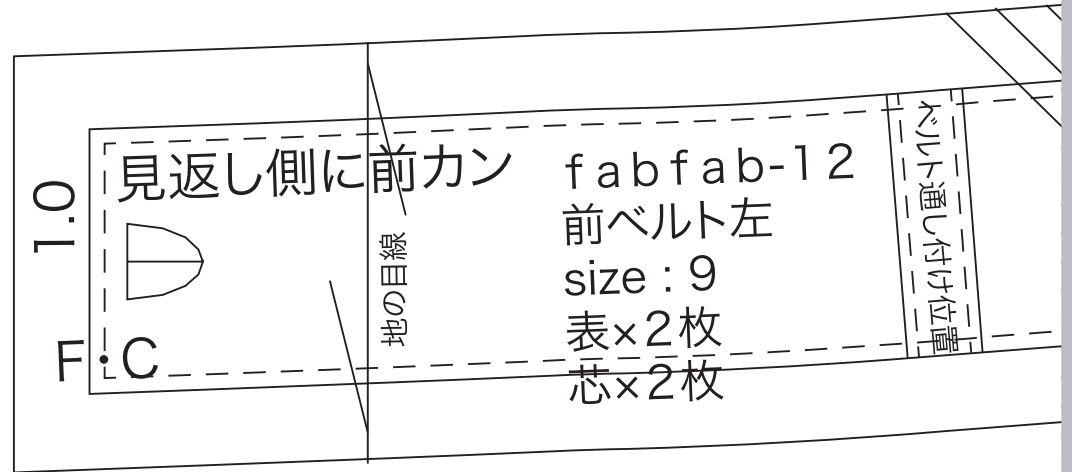 見返し側に前カン
1.0
F・C
地の目線
fabfab-12
前ベルト左
size：9
表×2枚
芯×2枚
ベルト通し付け位置